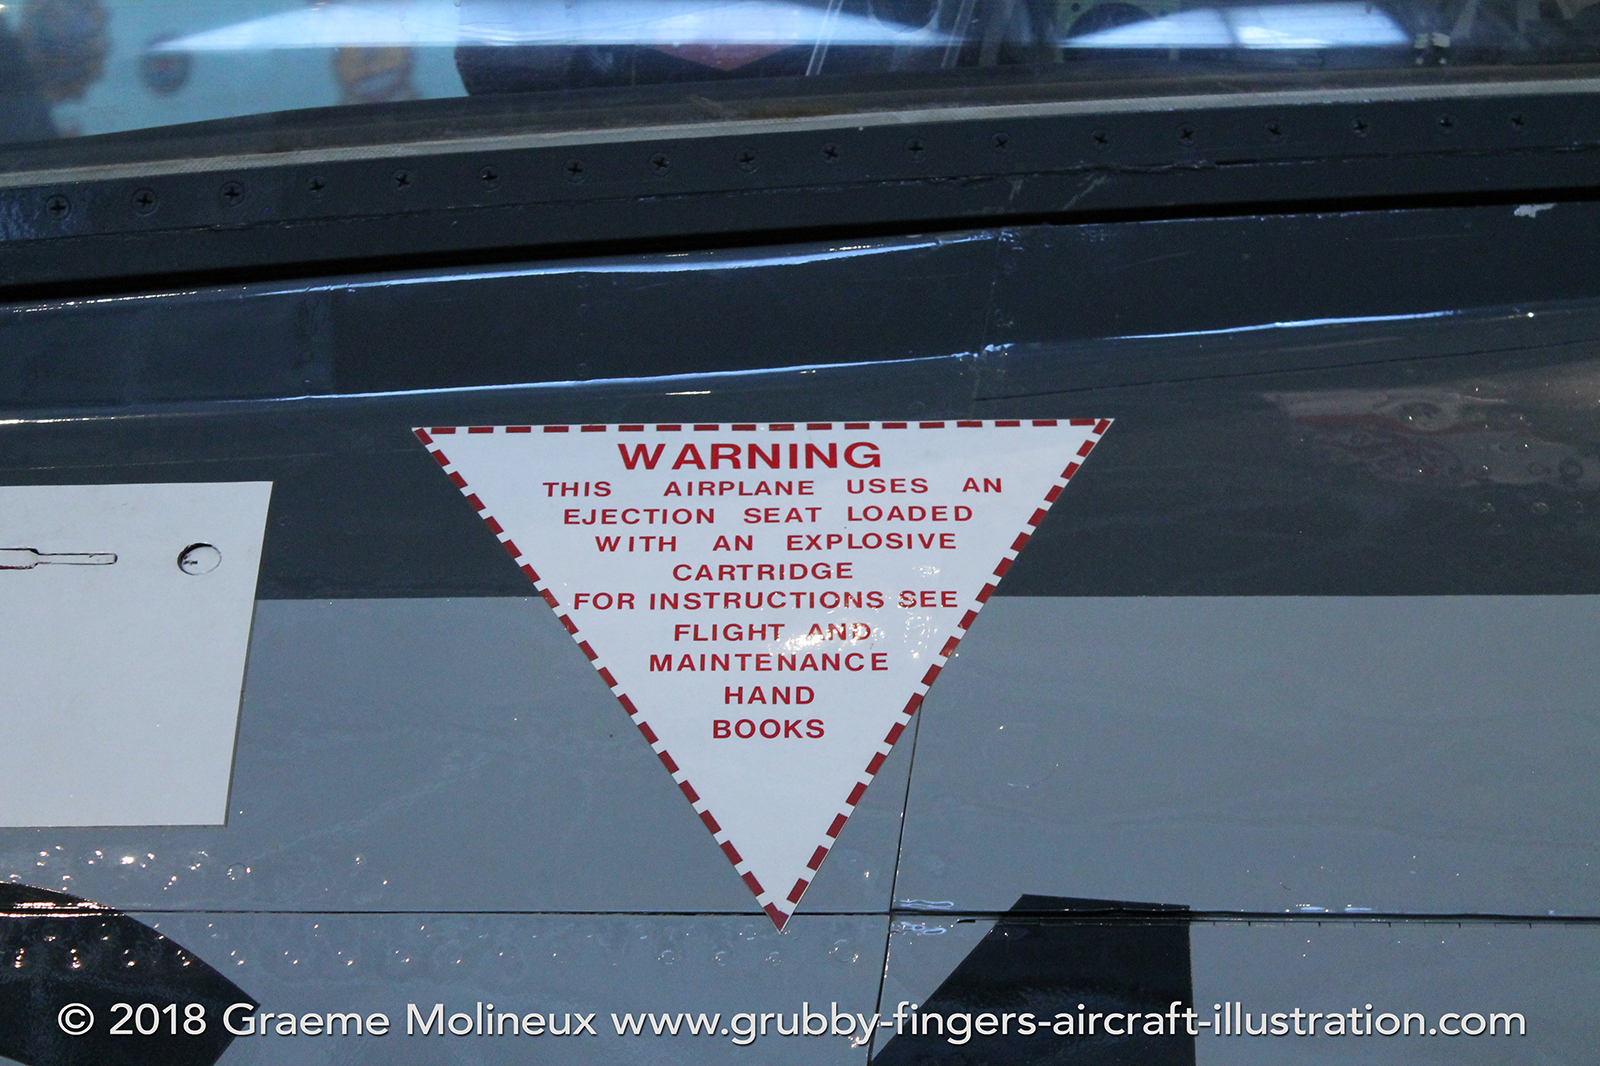 WARNING
THIS AIRPLANE USES AN
EJECTION SEAT LOADED
WITH AN EXPLOSIVE
CARTRIDGE
FOR INSTRUCTIONS SEE
FLIGHT AND
MAINTENANCE
HAND
BOOKS
© 2018 Graeme Molineux www.grubby-fingers-aircraft-illustration.com